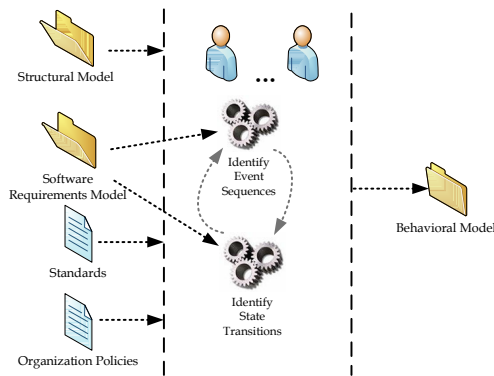 Structural Model
...
Software
Requirements Model
Identify
Event
Sequences
Behavioral Model
Standards
Identify
State
Transitions
Organization Policies